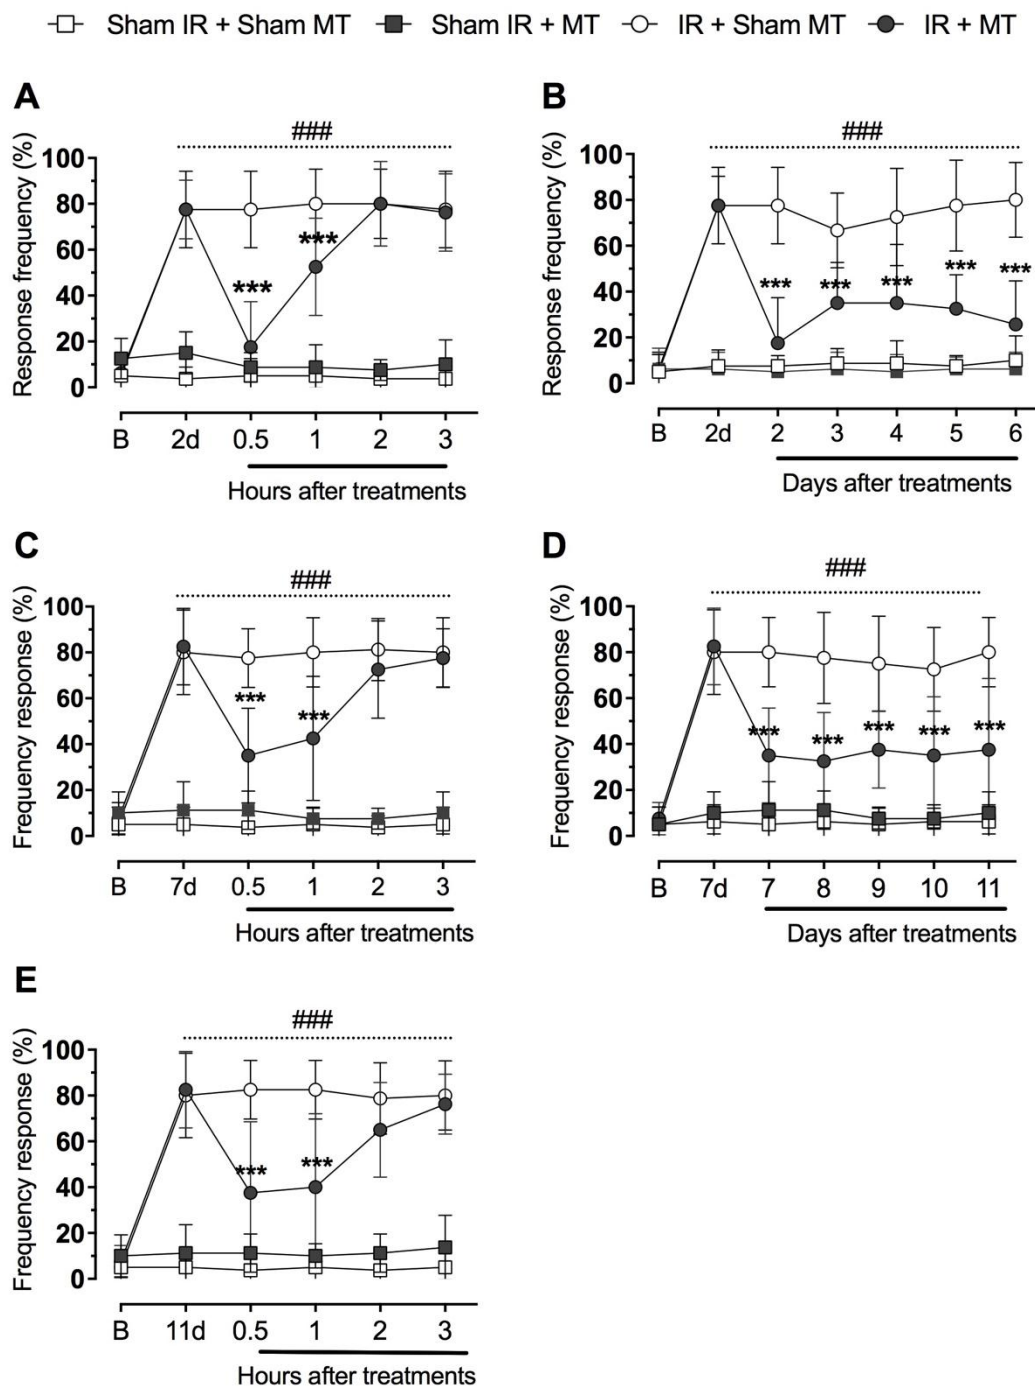 Sham IR + Sham MT Sham IR + MT IR + Sham MT IR + MT
A
Response frequency (%)
100
80
60
40
20
0
###
***
***
B 2d 0.5 1 2 3
Hours after treatments
B
Response frequency (%)
100
80
60
40
20
0
###
*** *** *** *** ***
B 2d 2 3 4 5 6
Days after treatments
C
Frequency response (%)
100
80
60
40
20
0
###
***
***
B 7d 0.5 1 2 3
Hours after treatments
D
Frequency response (%)
100
80
60
40
20
0
###
*** *** *** *** ***
B 7d 7 8 9 10 11
Days after treatments
E
Frequency response (%)
100
80
60
40
20
0
###
*** ***
B 11d 0.5 1 2 3
Hours after treatments